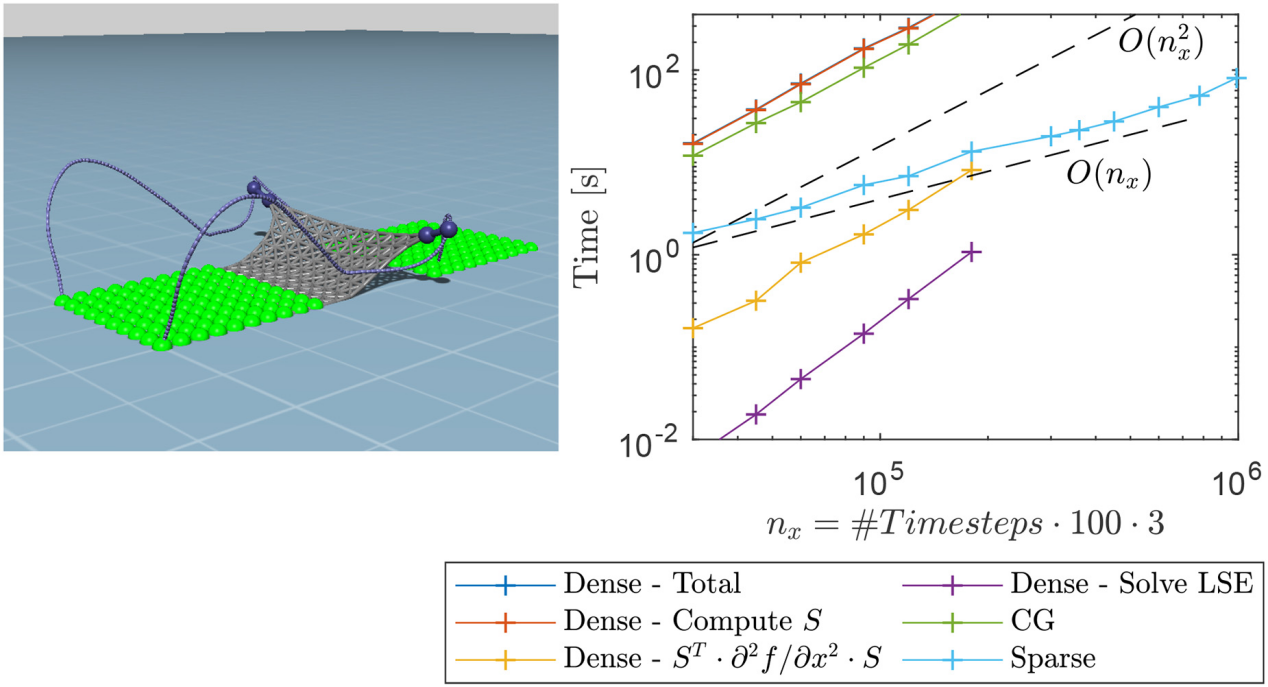 10^2
10^0
10^-2
Time [s]
O(n_x^2)
O(n_x)
10^5
10^6
n_x = #Timesteps · 100 · 3
Dense - Total
Dense - Compute S
Dense - S^T · ∂^2 f/∂x^2 · S
Dense - Solve LSE
CG
Sparse